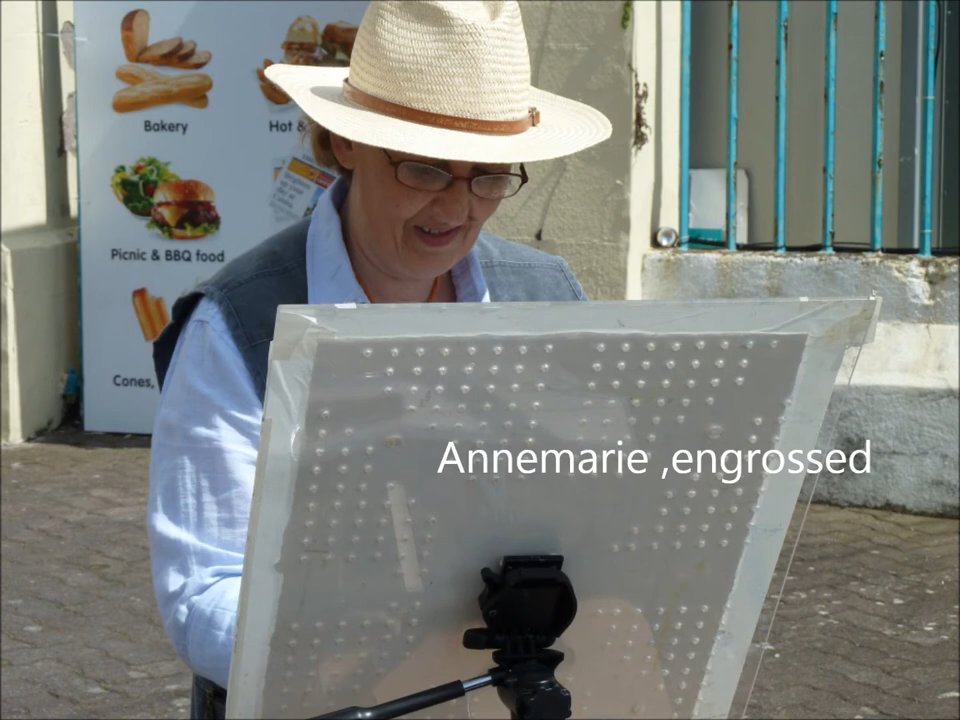 Bakery
Hot &
Picnic & BBQ food
Cones,
Annemarie ,engrossed